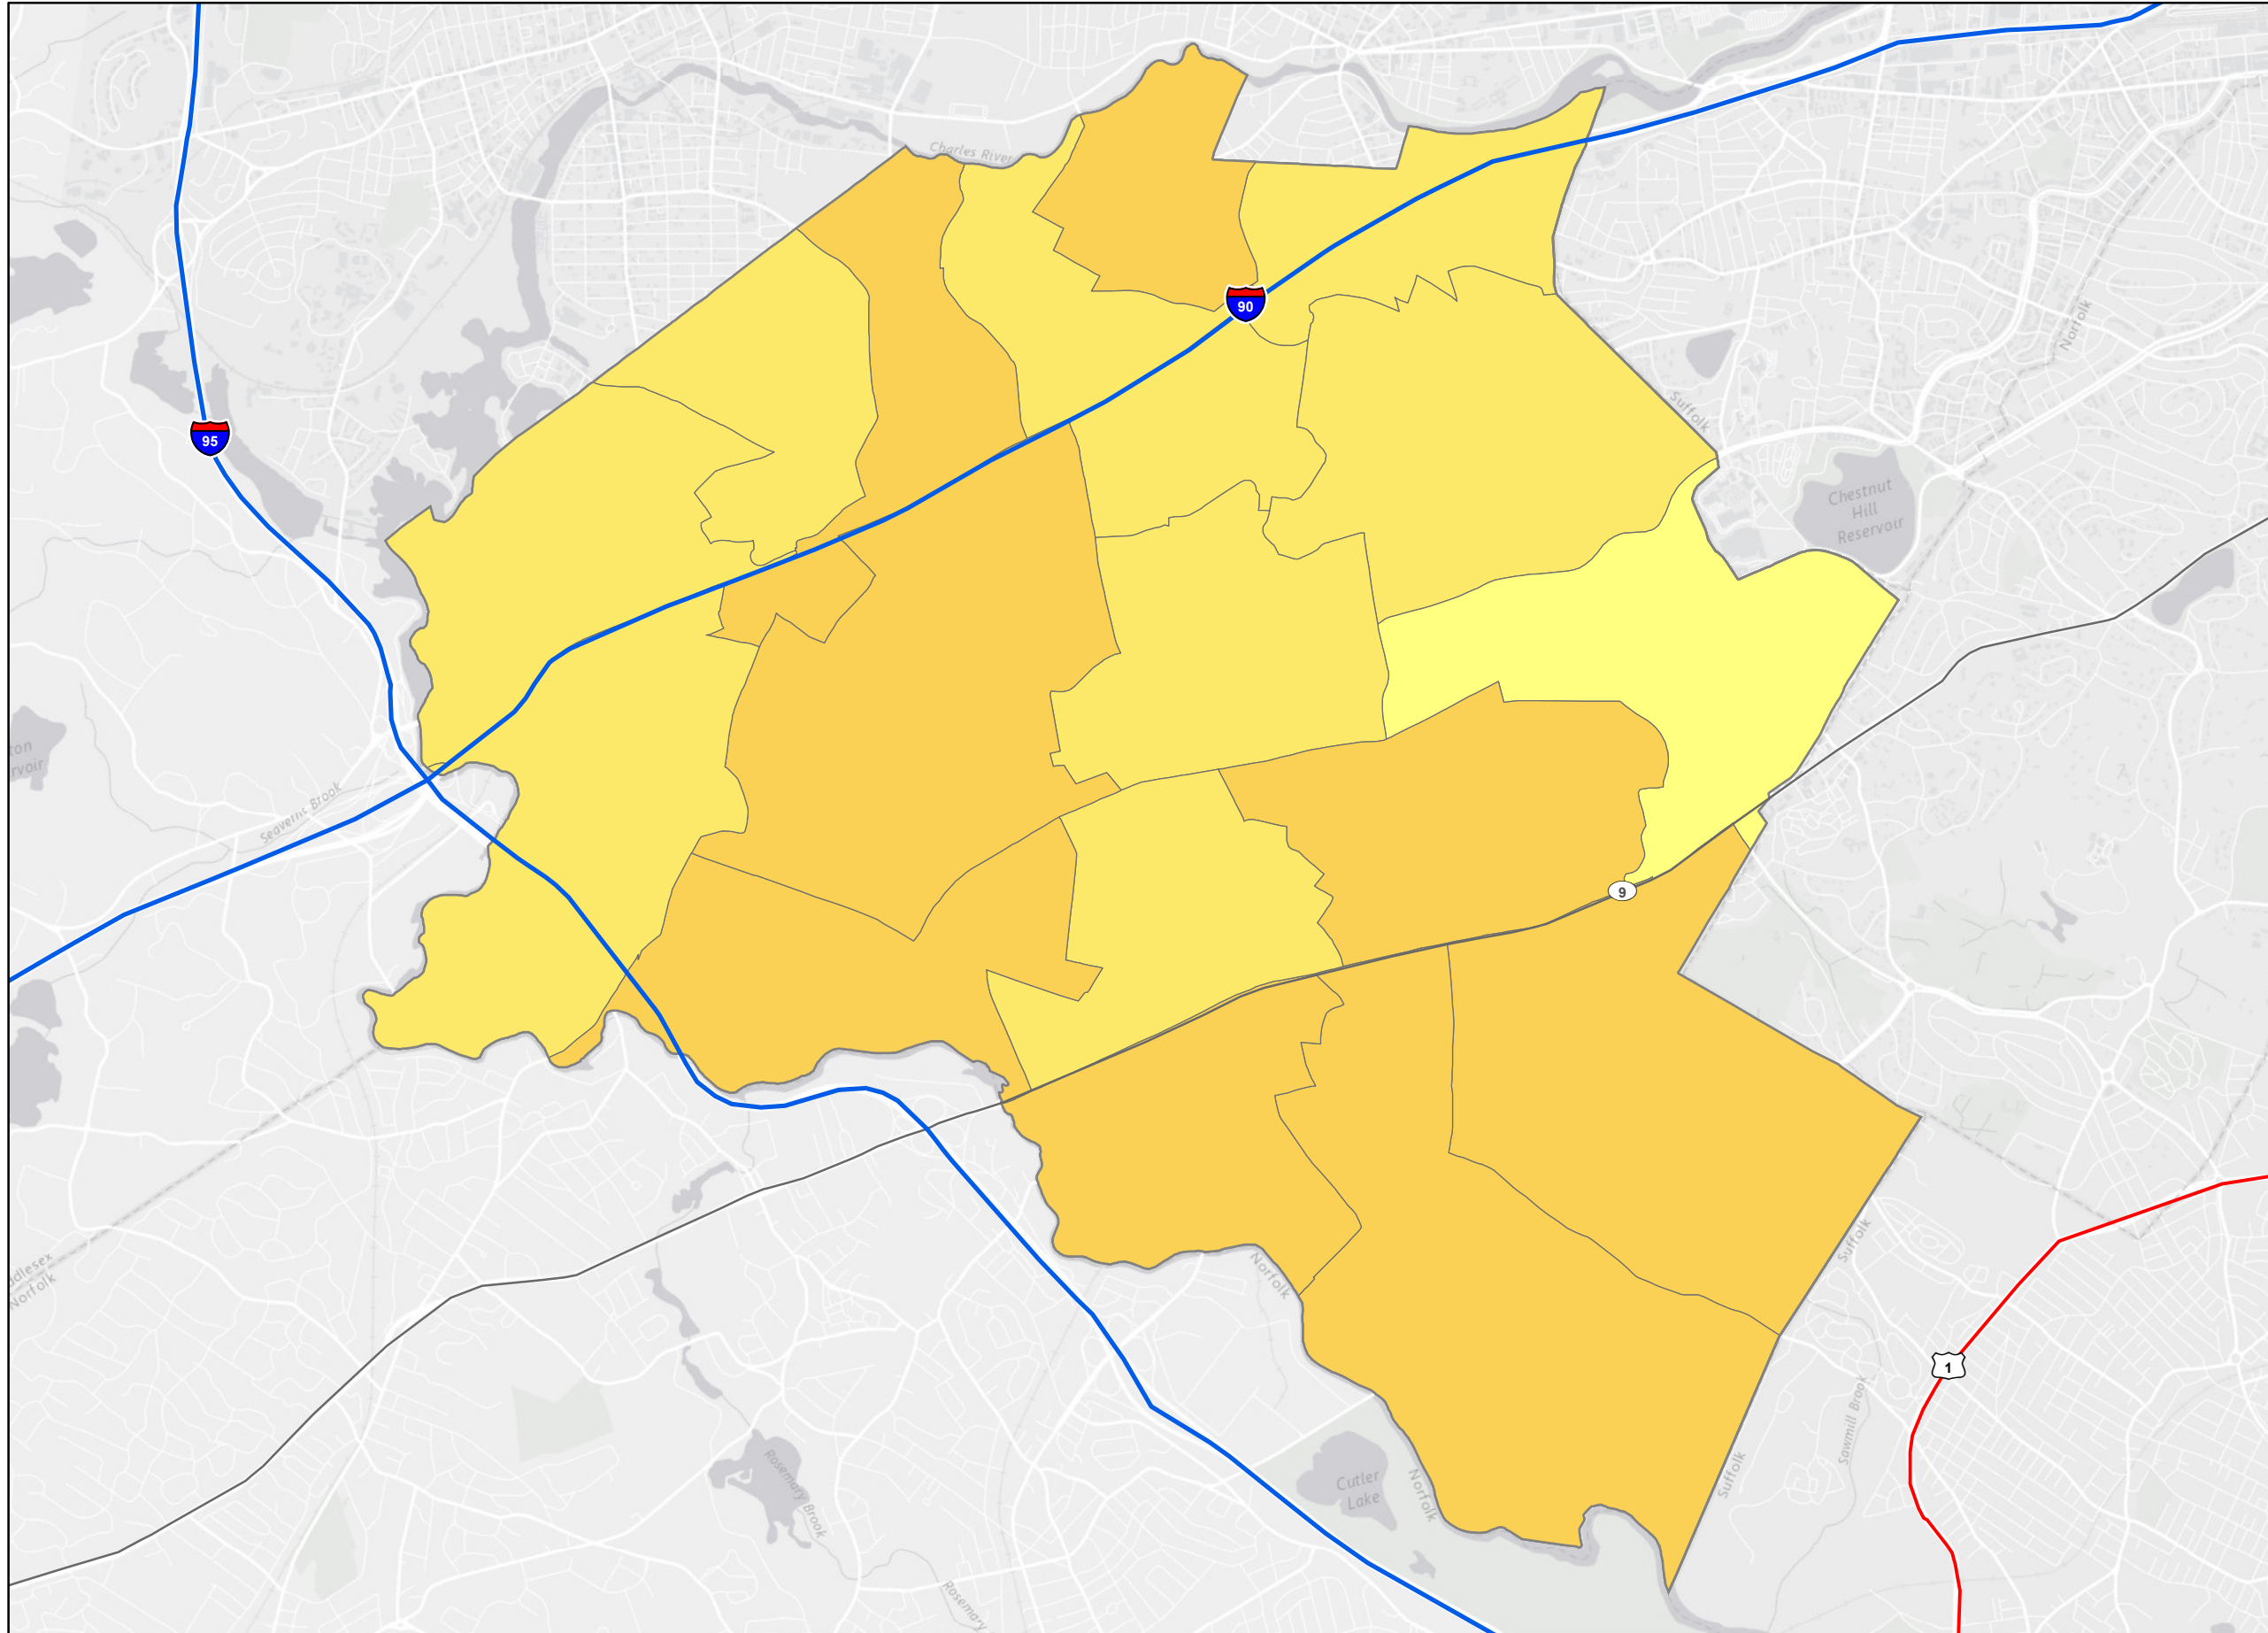 Charles River
90
Norfolk
Suffolk
95
Chestnut
Hill
Reservoir
ton
rvoir
Seaverns Brook
9
ddlesex
Norfolk
Norfolk
Suffolk
1
Sawmill Brook
Suffolk
Rosemary Brook
Cutler
Lake
Norfolk
Rosemary